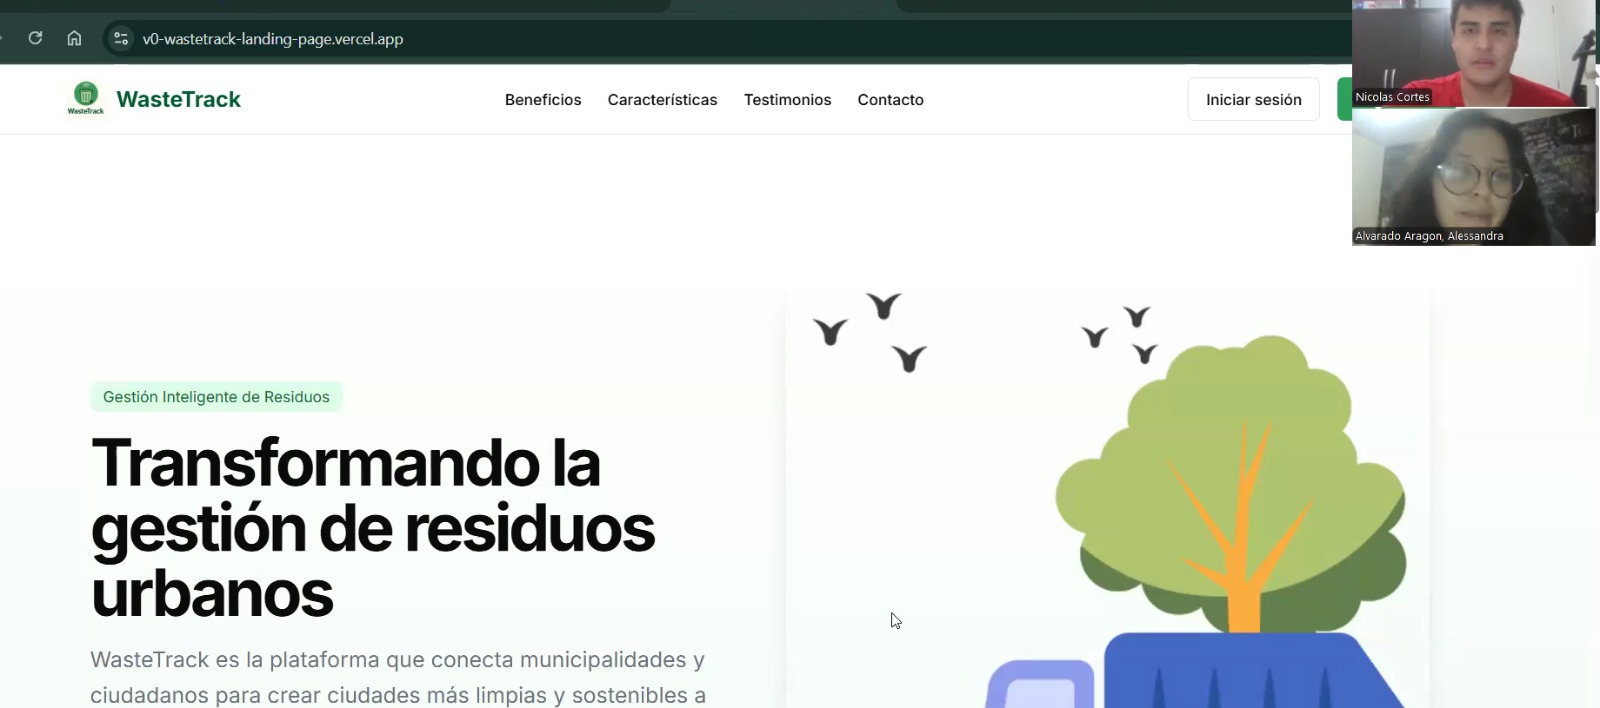 v0-wastetrack-landing-page.vercel.app
WasteTrack
WasteTrack
Beneficios
Características
Testimonios
Contacto
Iniciar sesión
Nicolas Cortes
Alvarado Aragon, Alessandra
Gestión Inteligente de Residuos
Transformando la
gestión de residuos
urbanos
WasteTrack es la plataforma que conecta municipalidades y
ciudadanos para crear ciudades más limpias y sostenibles a